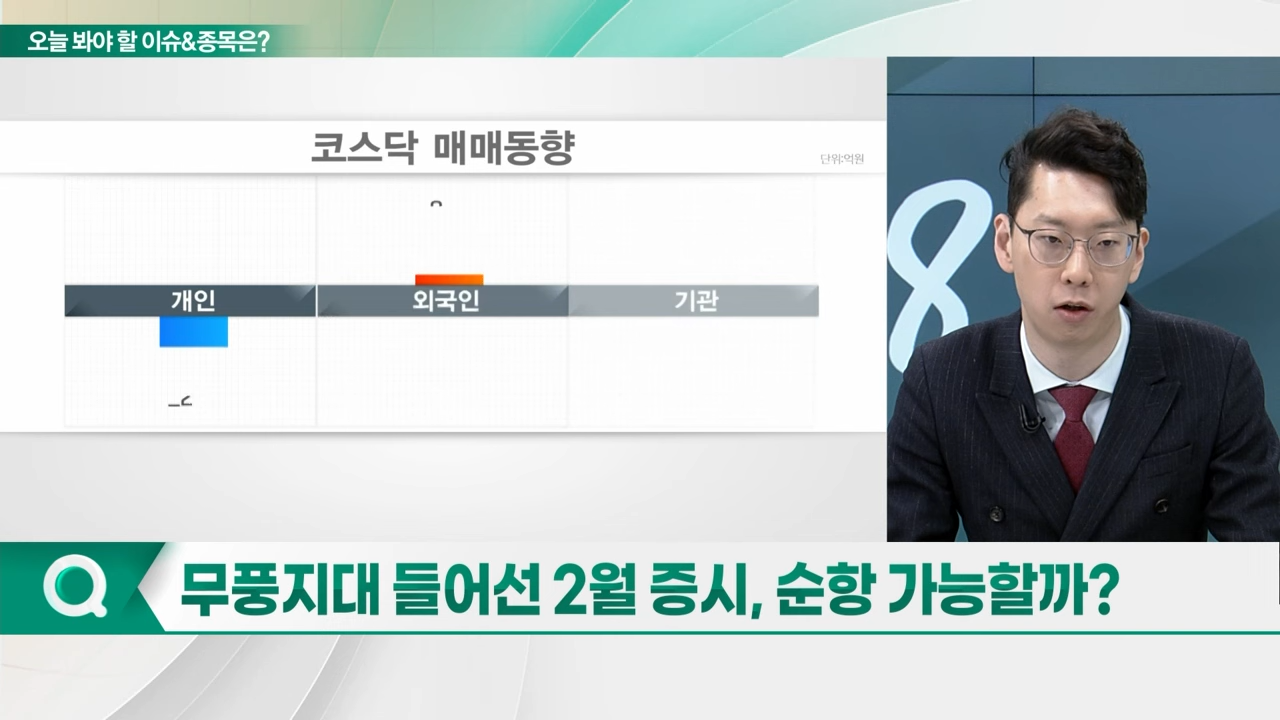 오늘 봐야 할 이슈&종목은?
코스닥 매매동향
단위:억원
개인
외국인
기관
8
무풍지대 들어선 2월 증시, 순항 가능할까?